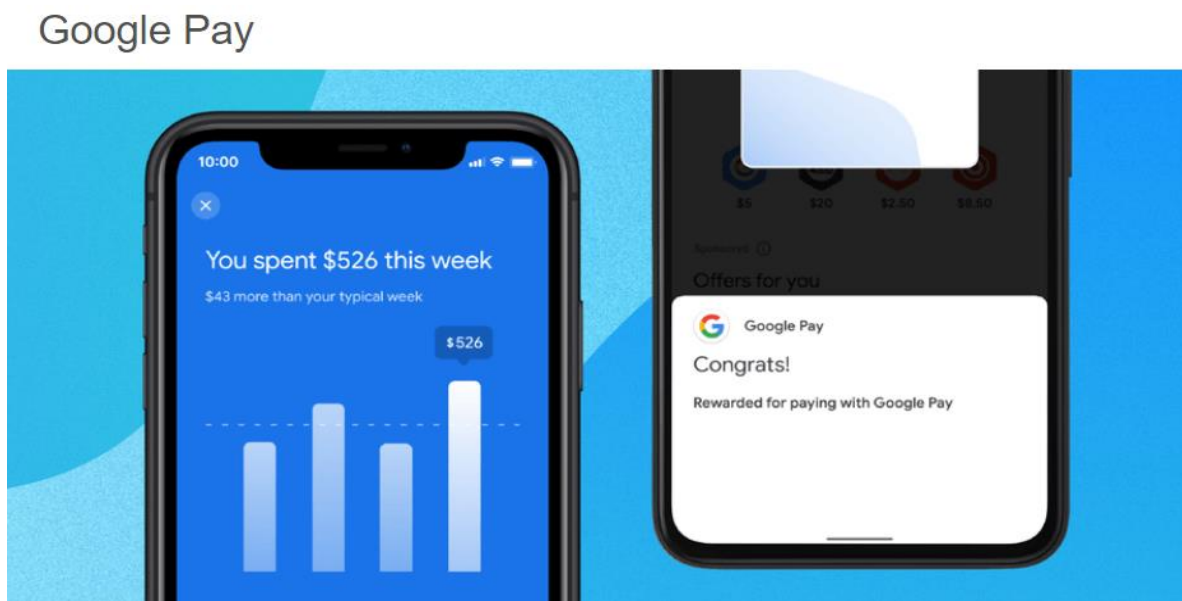 Google Pay
10:00
You spent $526 this week
$43 more than your typical week
$526
$5 $20 $2.50 $8.50
Sponsored
Offers for you
Google Pay
Congrats!
Rewarded for paying with Google Pay